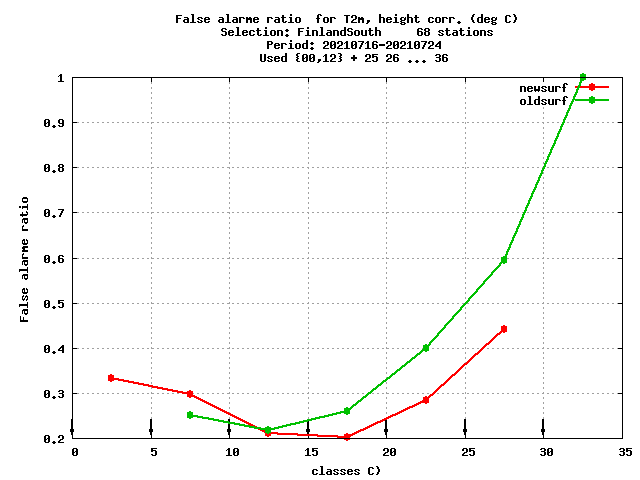 False alarme ratio  for T2m, height corr. (deg C)
Selection: FinlandSouth     68 stations
Period: 20210716-20210724
Used {00,12} + 25 26 ... 36
newsurf
oldsurf
1
0.9
0.8
0.7
0.6
0.5
0.4
0.3
0.2
False alarme ratio
0 5 10 15 20 25 30 35
classes C)